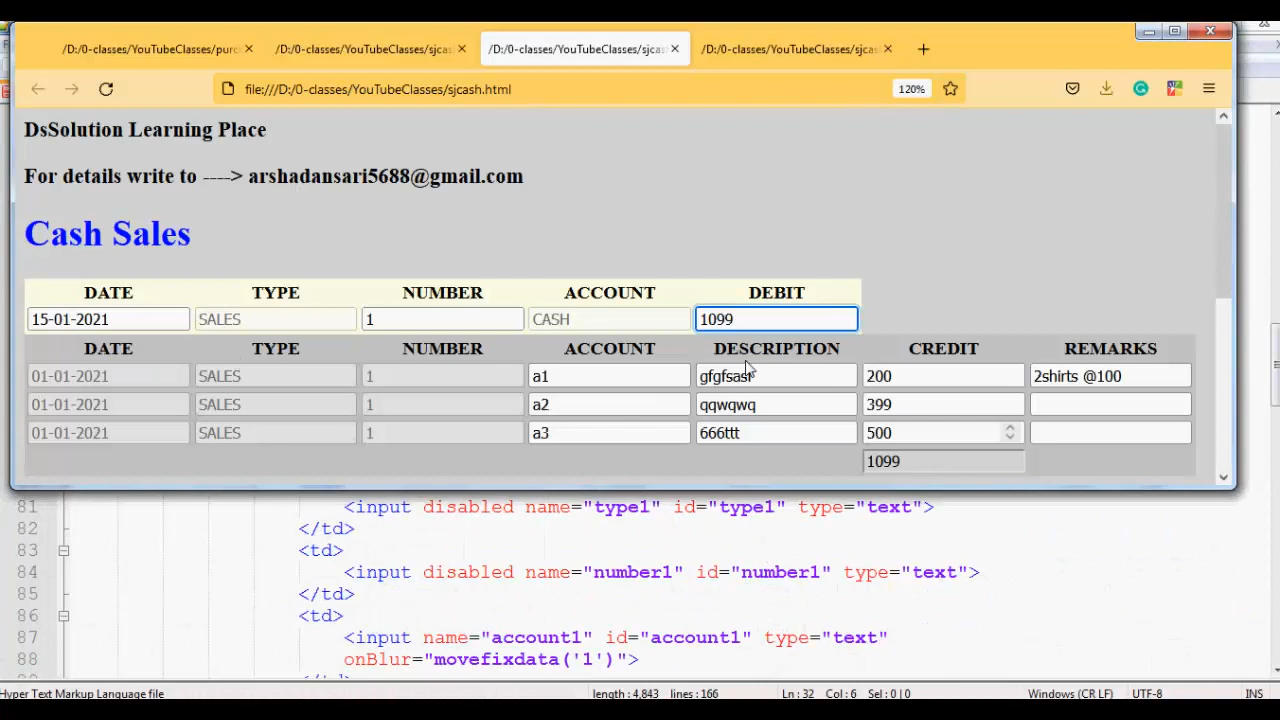 /D:/0-classes/YouTubeClasses/purc /D:/0-classes/YouTubeClasses/sjcas /D:/0-classes/YouTubeClasses/sjcas /D:/0-classes/YouTubeClasses/sjcas
file:///D:/0-classes/YouTubeClasses/sjcash.html 120%
DsSolution Learning Place
For details write to ----> arshadansari5688@gmail.com
Cash Sales
DATE TYPE NUMBER ACCOUNT DEBIT
15-01-2021 SALES 1 CASH 1099
DATE TYPE NUMBER ACCOUNT DESCRIPTION CREDIT REMARKS
01-01-2021 SALES 1 a1 200 2shirts @100
01-01-2021 SALES 1 a2 qqwqwq 399
01-01-2021 SALES 1 a3 666ttt 500
1099
81 <input disabled name="type1" id="type1" type="text">
82 </td>
83 <td>
84 <input disabled name="number1" id="number1" type="text">
85 </td>
86 <td>
87 <input name="account1" id="account1" type="text"
88 onBlur="movefixdata('1')">
Hyper Text Markup Language file length : 4,843 lines : 166 Ln : 32 Col : 6 Sel : 0 | 0 Windows (CR LF) UTF-8 INS